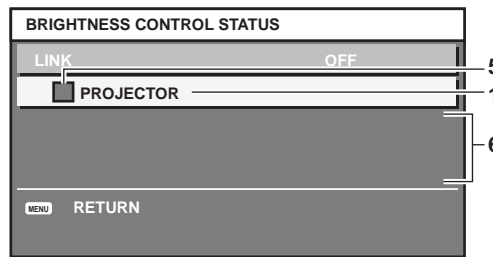 BRIGHTNESS CONTROL STATUS
LINK OFF
5
PROJECTOR 1
6
MENU RETURN